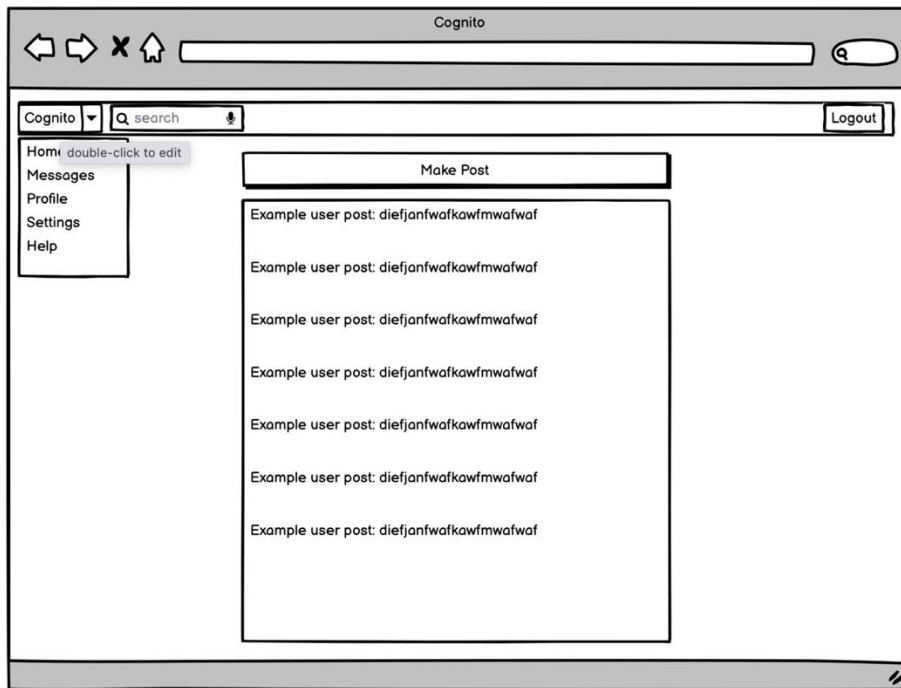 Cognito
Cognito search Logout
Home double-click to edit
Messages
Profile
Settings
Help
Make Post
Example user post: diefjanfwafkawfmwafwaf
Example user post: diefjanfwafkawfmwafwaf
Example user post: diefjanfwafkawfmwafwaf
Example user post: diefjanfwafkawfmwafwaf
Example user post: diefjanfwafkawfmwafwaf
Example user post: diefjanfwafkawfmwafwaf
Example user post: diefjanfwafkawfmwafwaf